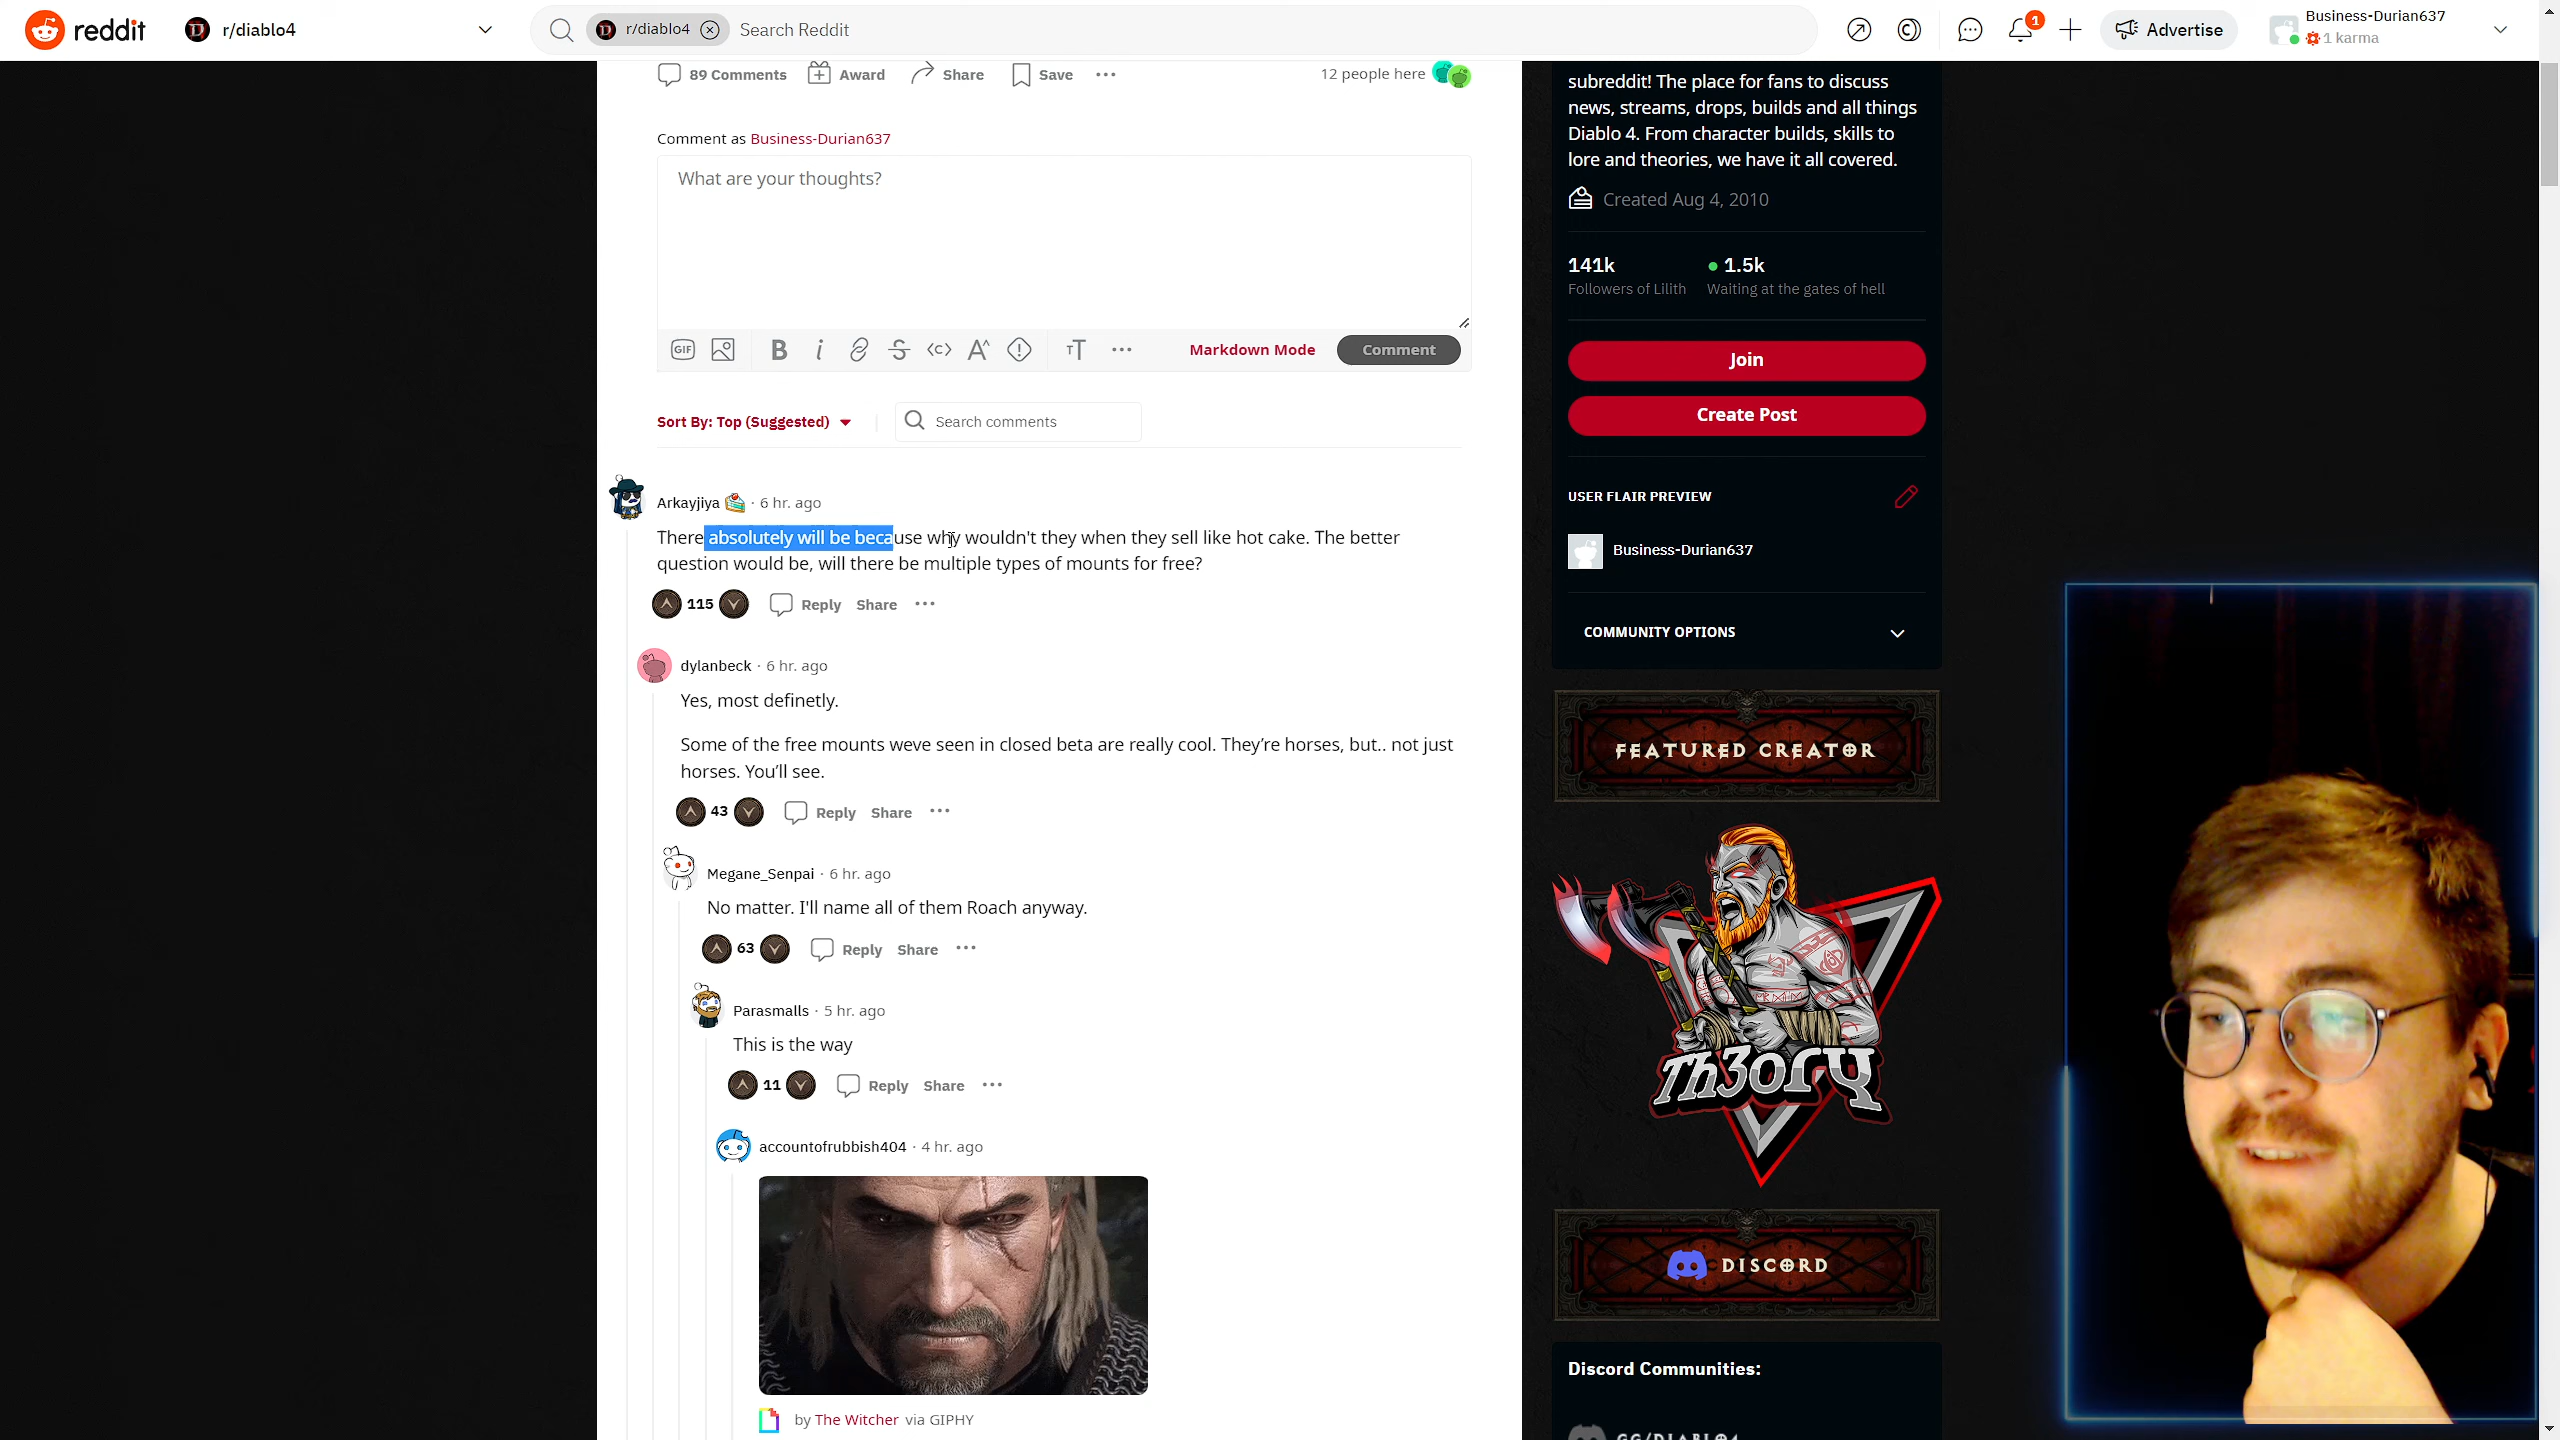 reddit
r/diablo4
r/diablo4
Search Reddit
1
Advertise
Business-Durian637
1 karma
89 Comments
Award
Share
Save
12 people here
Comment as Business-Durian637
What are your thoughts?
GIF
B
i
S
<c>
A^
TT
Markdown Mode
Comment
Sort By: Top (Suggested)
Search comments
Arkayjiya
· 6 hr. ago
There absolutely will be because why wouldn't they when they sell like hot cake. The better
question would be, will there be multiple types of mounts for free?
115
Reply
Share
dylanbeck · 6 hr. ago
Yes, most definetly.
Some of the free mounts weve seen in closed beta are really cool. They're horses, but.. not just
horses. You'll see.
43
Reply
Share
Megane_Senpai · 6 hr. ago
No matter. I'll name all of them Roach anyway.
63
Reply
Share
Parasmalls · 5 hr. ago
This is the way
11
Reply
Share
accountofrubbish404 · 4 hr. ago
by The Witcher via GIPHY
subreddit! The place for fans to discuss
news, streams, drops, builds and all things
Diablo 4. From character builds, skills to
lore and theories, we have it all covered.
Created Aug 4, 2010
141k
Followers of Lilith
1.5k
Waiting at the gates of hell
Join
Create Post
USER FLAIR PREVIEW
Business-Durian637
COMMUNITY OPTIONS
FEATURED CREATOR
Th3ory
DISCORD
Discord Communities:
GG/DIABLO4